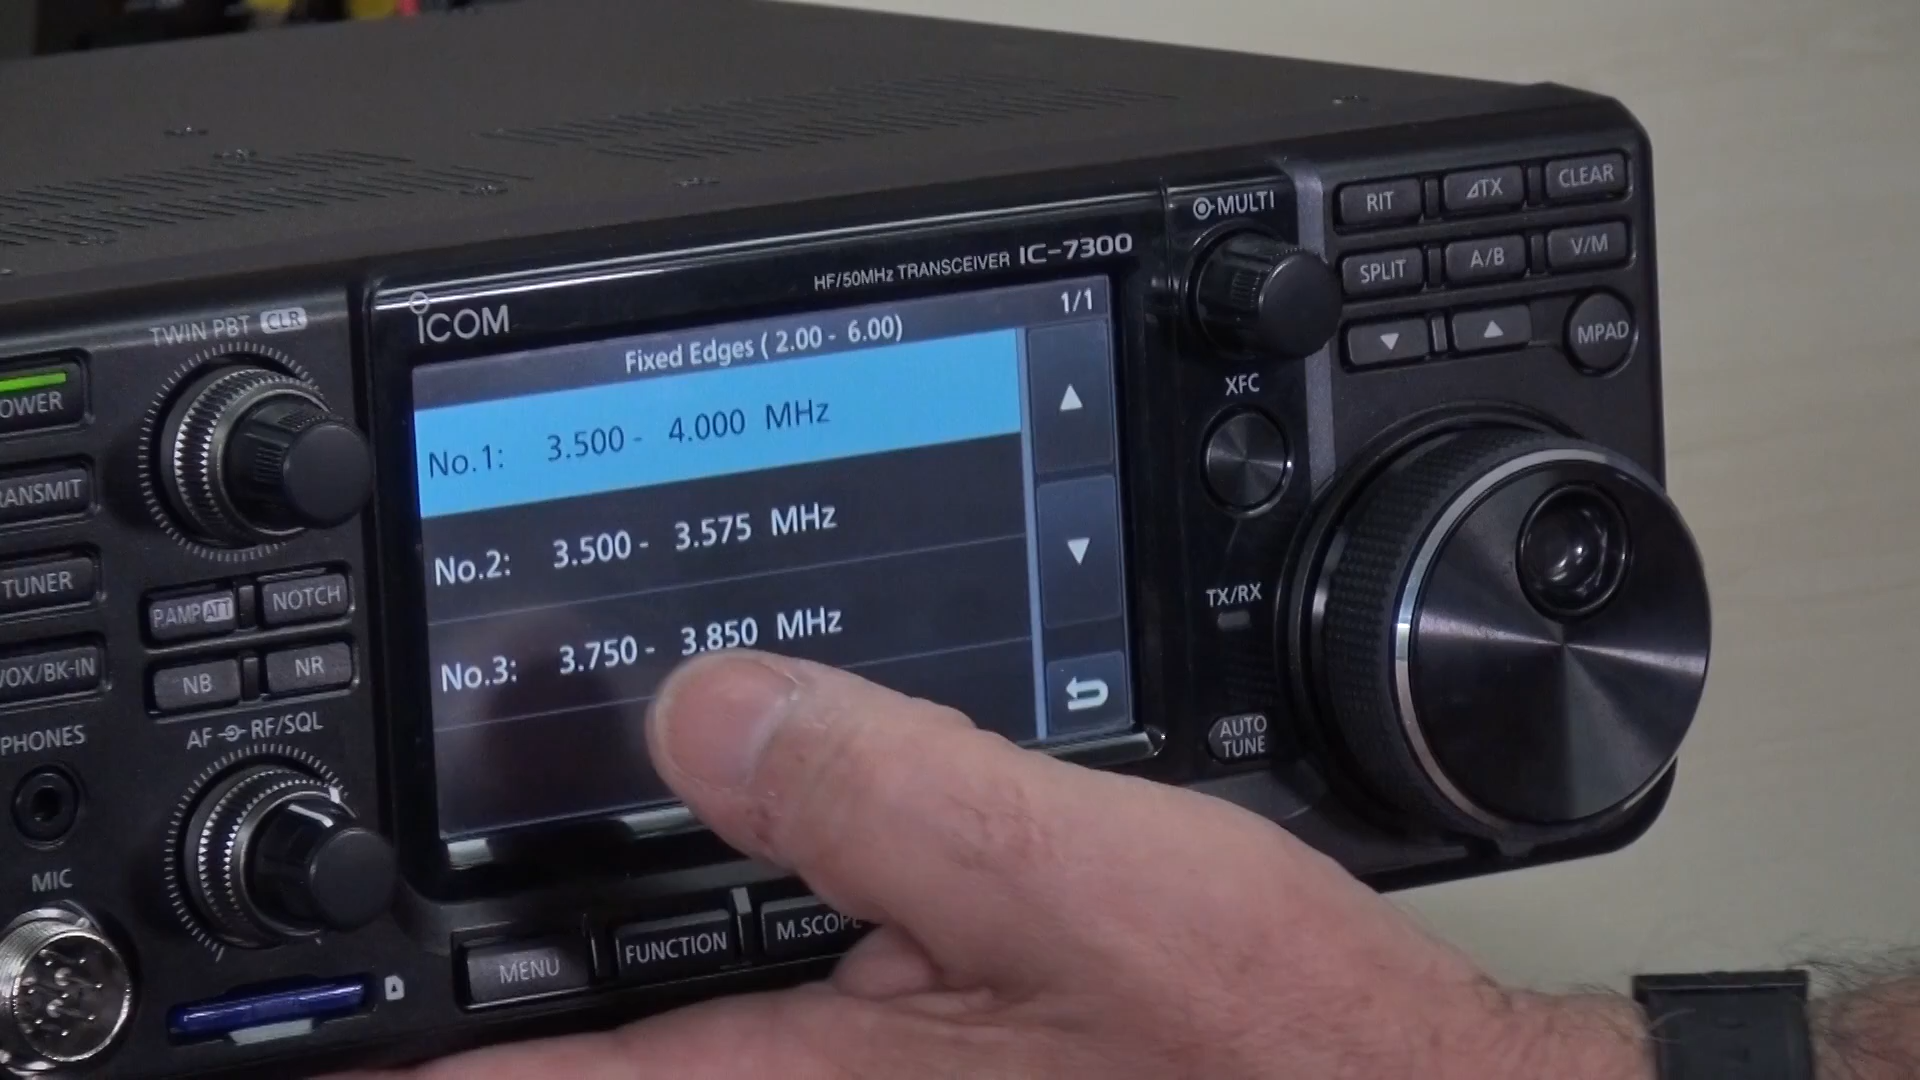 HF/50MHz TRANSCEIVER IC-7300
ICOM
1/1
Fixed Edges ( 2.00 - 6.00)
No.1: 3.500 - 4.000 MHz
No.2: 3.500 - 3.575 MHz
No.3: 3.750 - 3.850 MHz
TWIN PBT CLR
OWER
RANSMIT
TUNER
P.AMP ATT
NOTCH
VOX/BK-IN
NB
NR
PHONES
AF RF/SQL
MIC
MENU
FUNCTION
M.SCOPE
MULTI
XFC
TX/RX
AUTO
TUNE
RIT
⊿TX
CLEAR
SPLIT
A/B
V/M
MPAD